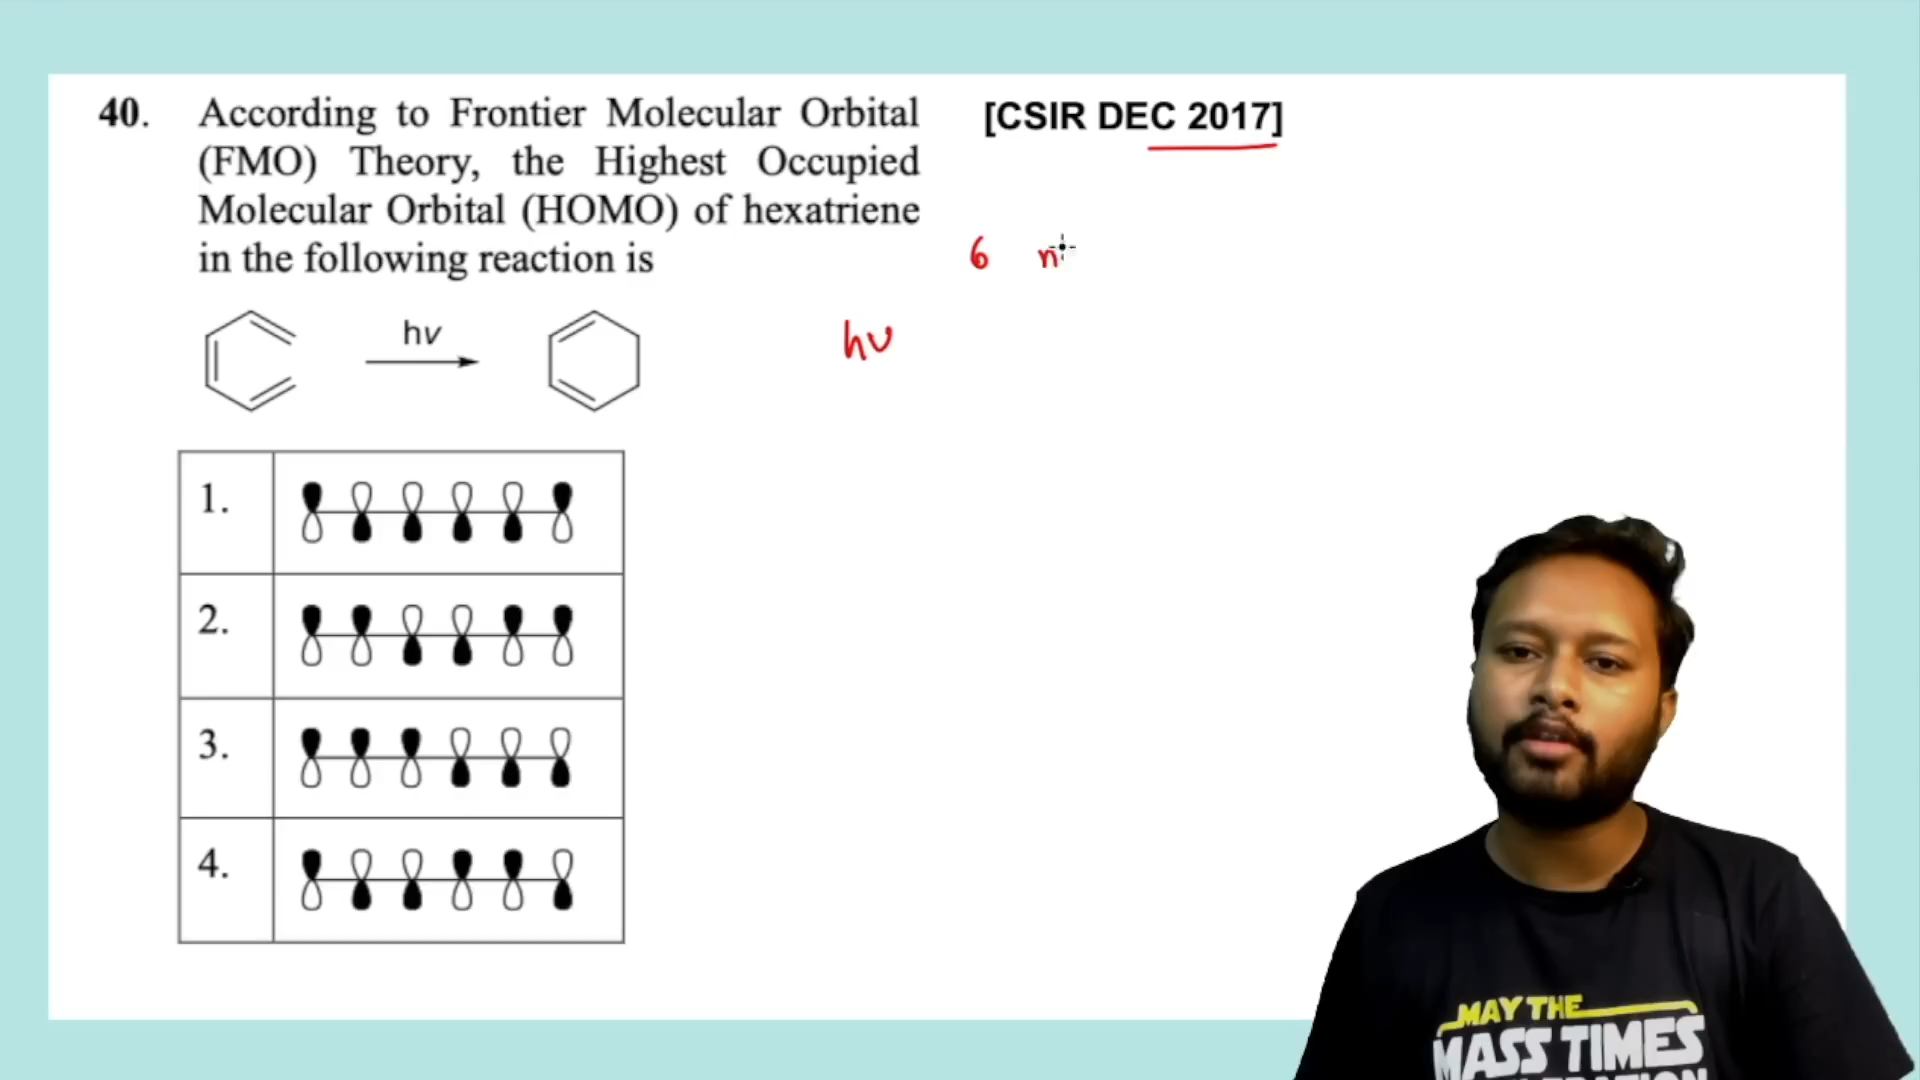 40. According to Frontier Molecular Orbital
(FMO) Theory, the Highest Occupied
Molecular Orbital (HOMO) of hexatriene
in the following reaction is
[CSIR DEC 2017]
6 n
hν
hν
1.
2.
3.
4.
MAY THE
MASS TIMES